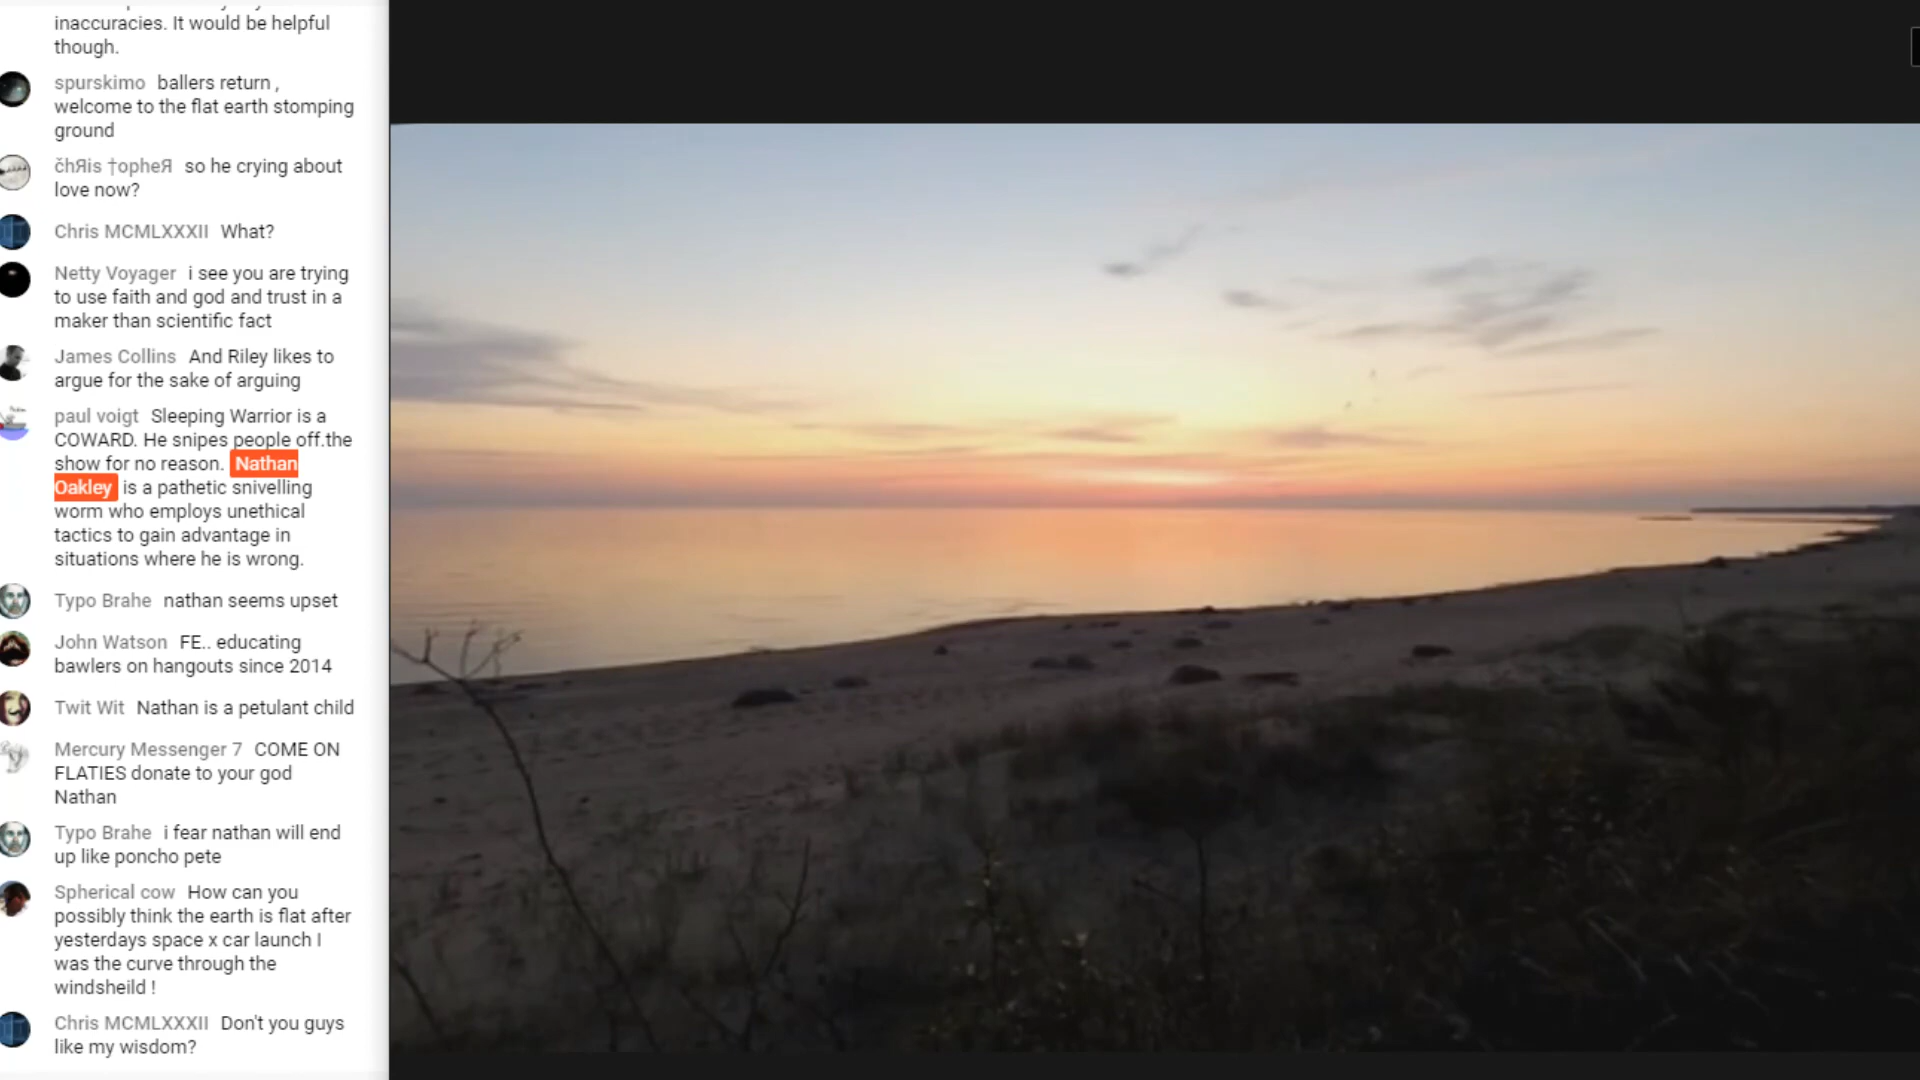 inaccuracies. It would be helpful
though.
spurskimo ballers return ,
welcome to the flat earth stomping
ground
čhЯis †opheЯ so he crying about
love now?
Chris MCMLXXXII What?
Netty Voyager i see you are trying
to use faith and god and trust in a
maker than scientific fact
James Collins And Riley likes to
argue for the sake of arguing
paul voigt Sleeping Warrior is a
COWARD. He snipes people off.the
show for no reason. Nathan
Oakley is a pathetic snivelling
worm who employs unethical
tactics to gain advantage in
situations where he is wrong.
Typo Brahe nathan seems upset
John Watson FE.. educating
bawlers on hangouts since 2014
Twit Wit Nathan is a petulant child
Mercury Messenger 7 COME ON
FLATIES donate to your god
Nathan
Typo Brahe i fear nathan will end
up like poncho pete
Spherical cow How can you
possibly think the earth is flat after
yesterdays space x car launch I
was the curve through the
windsheild !
Chris MCMLXXXII Don't you guys
like my wisdom?